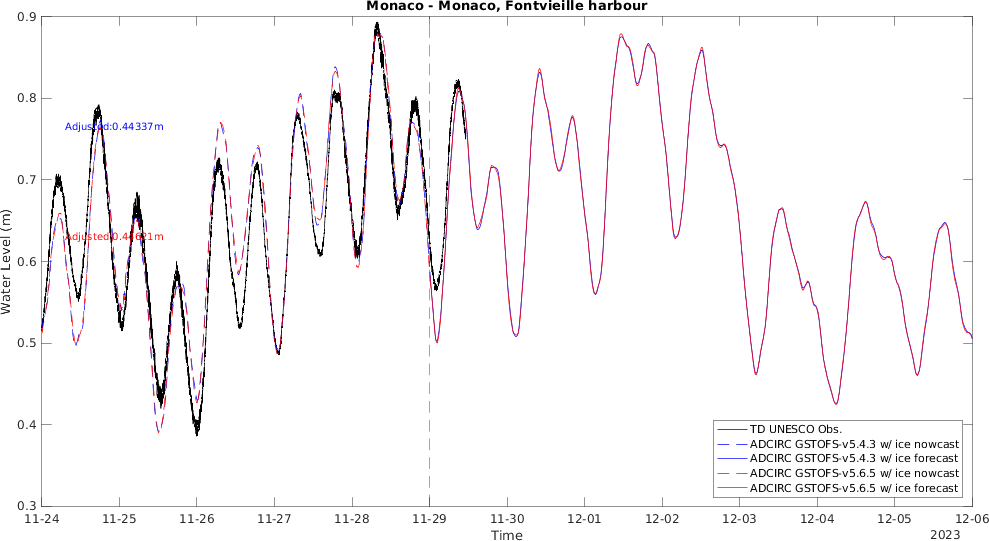 Monaco - Monaco, Fontvieille harbour
0.9
0.8
0.7
0.6
0.5
0.4
0.3
Water Level (m)
Adjusted:0.44337m
Adjusted:0.44621m
TD UNESCO Obs.
ADCIRC GSTOFS-v5.4.3 w/ ice nowcast
ADCIRC GSTOFS-v5.4.3 w/ ice forecast
ADCIRC GSTOFS-v5.6.5 w/ ice nowcast
ADCIRC GSTOFS-v5.6.5 w/ ice forecast
11-24 11-25 11-26 11-27 11-28 11-29 11-30 12-01 12-02 12-03 12-04 12-05 12-06
Time
2023